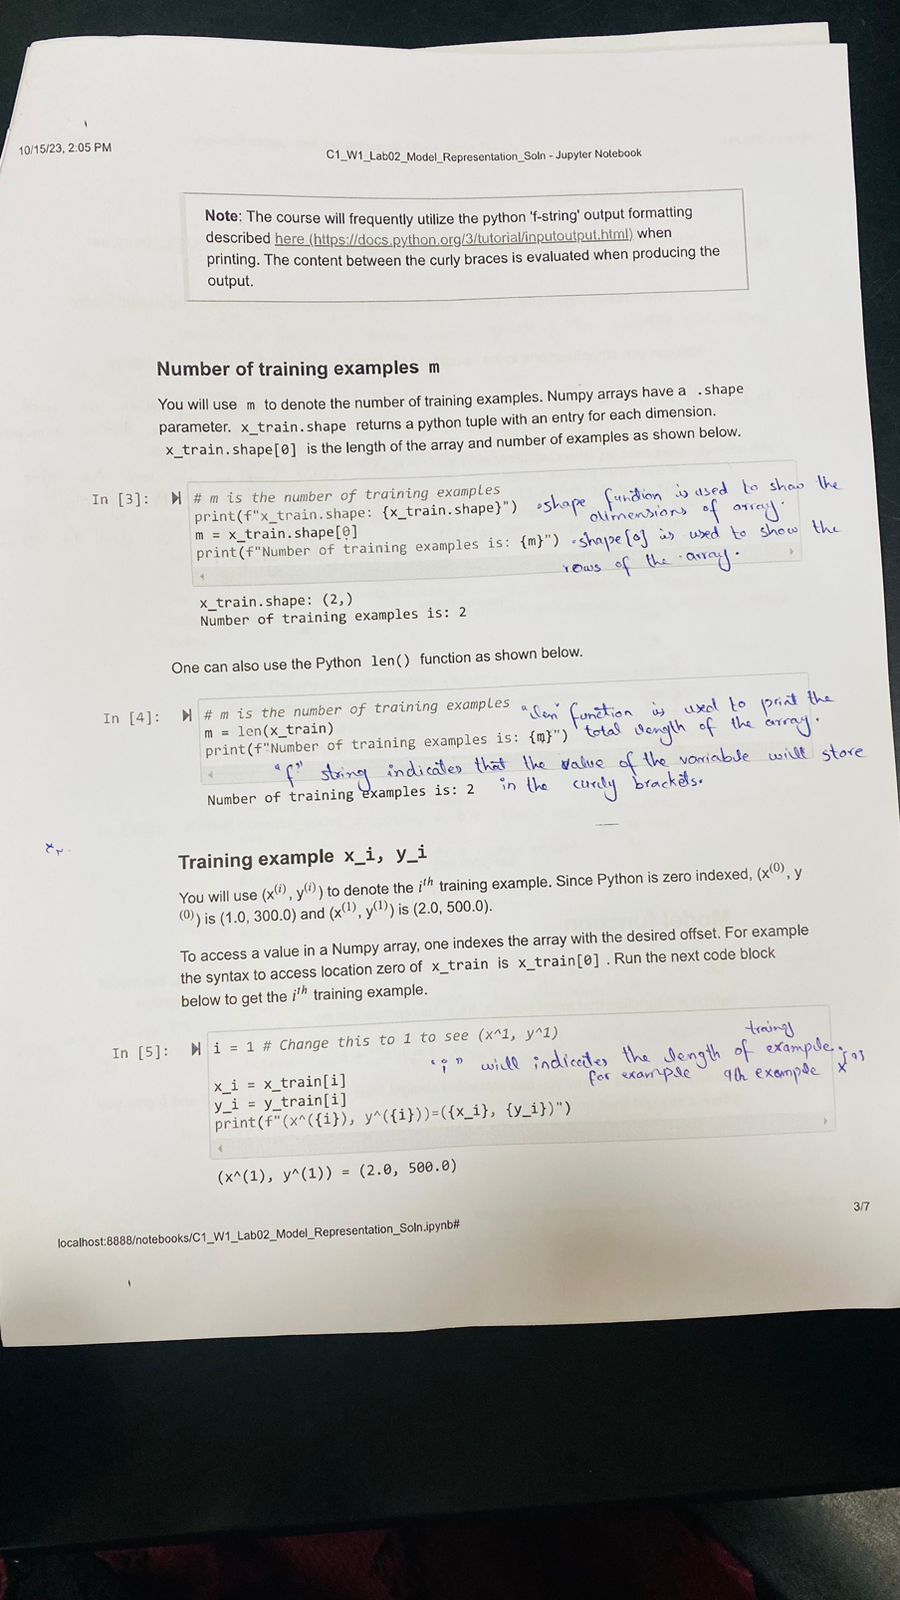 10/15/23, 2:05 PM
C1_W1_Lab02_Model_Representation_Soln - Jupyter Notebook
Note: The course will frequently utilize the python 'f-string' output formatting
described here (https://docs.python.org/3/tutorial/inputoutput.html) when
printing. The content between the curly braces is evaluated when producing the
output.
Number of training examples m
You will use m to denote the number of training examples. Numpy arrays have a .shape
parameter. x_train.shape returns a python tuple with an entry for each dimension.
x_train.shape[0] is the length of the array and number of examples as shown below.
In [3]:
# m is the number of training examples
print(f"x_train.shape: {x_train.shape}")
m = x_train.shape[0]
print(f"Number of training examples is: {m}")
.shape function is used to show the
dimensions of array.
.shape[0] is used to show the
rows of the array.
x_train.shape: (2,)
Number of training examples is: 2
One can also use the Python len() function as shown below.
In [4]:
# m is the number of training examples
m = len(x_train)
print(f"Number of training examples is: {m}")
"len" function is used to print the
total length of the array.
"f" string indicates that the value of the variable will store
in the curly brackets.
Number of training examples is: 2
Training example x_i, y_i
You will use (x⁽ⁱ⁾, y⁽ⁱ⁾) to denote the iᵗʰ training example. Since Python is zero indexed, (x⁽⁰⁾, y
⁽⁰⁾) is (1.0, 300.0) and (x⁽¹⁾, y⁽¹⁾) is (2.0, 500.0).
To access a value in a Numpy array, one indexes the array with the desired offset. For example
the syntax to access location zero of x_train is x_train[0] . Run the next code block
below to get the iᵗʰ training example.
In [5]:
i = 1 # Change this to 1 to see (x^1, y^1)
traing
"i" will indicates the length of example.
for example 9th example x
x_i = x_train[i]
y_i = y_train[i]
print(f"(x^({i}), y^({i}))=({x_i}, {y_i})")
(x^(1), y^(1)) = (2.0, 500.0)
3/7
localhost:8888/notebooks/C1_W1_Lab02_Model_Representation_Soln.ipynb#